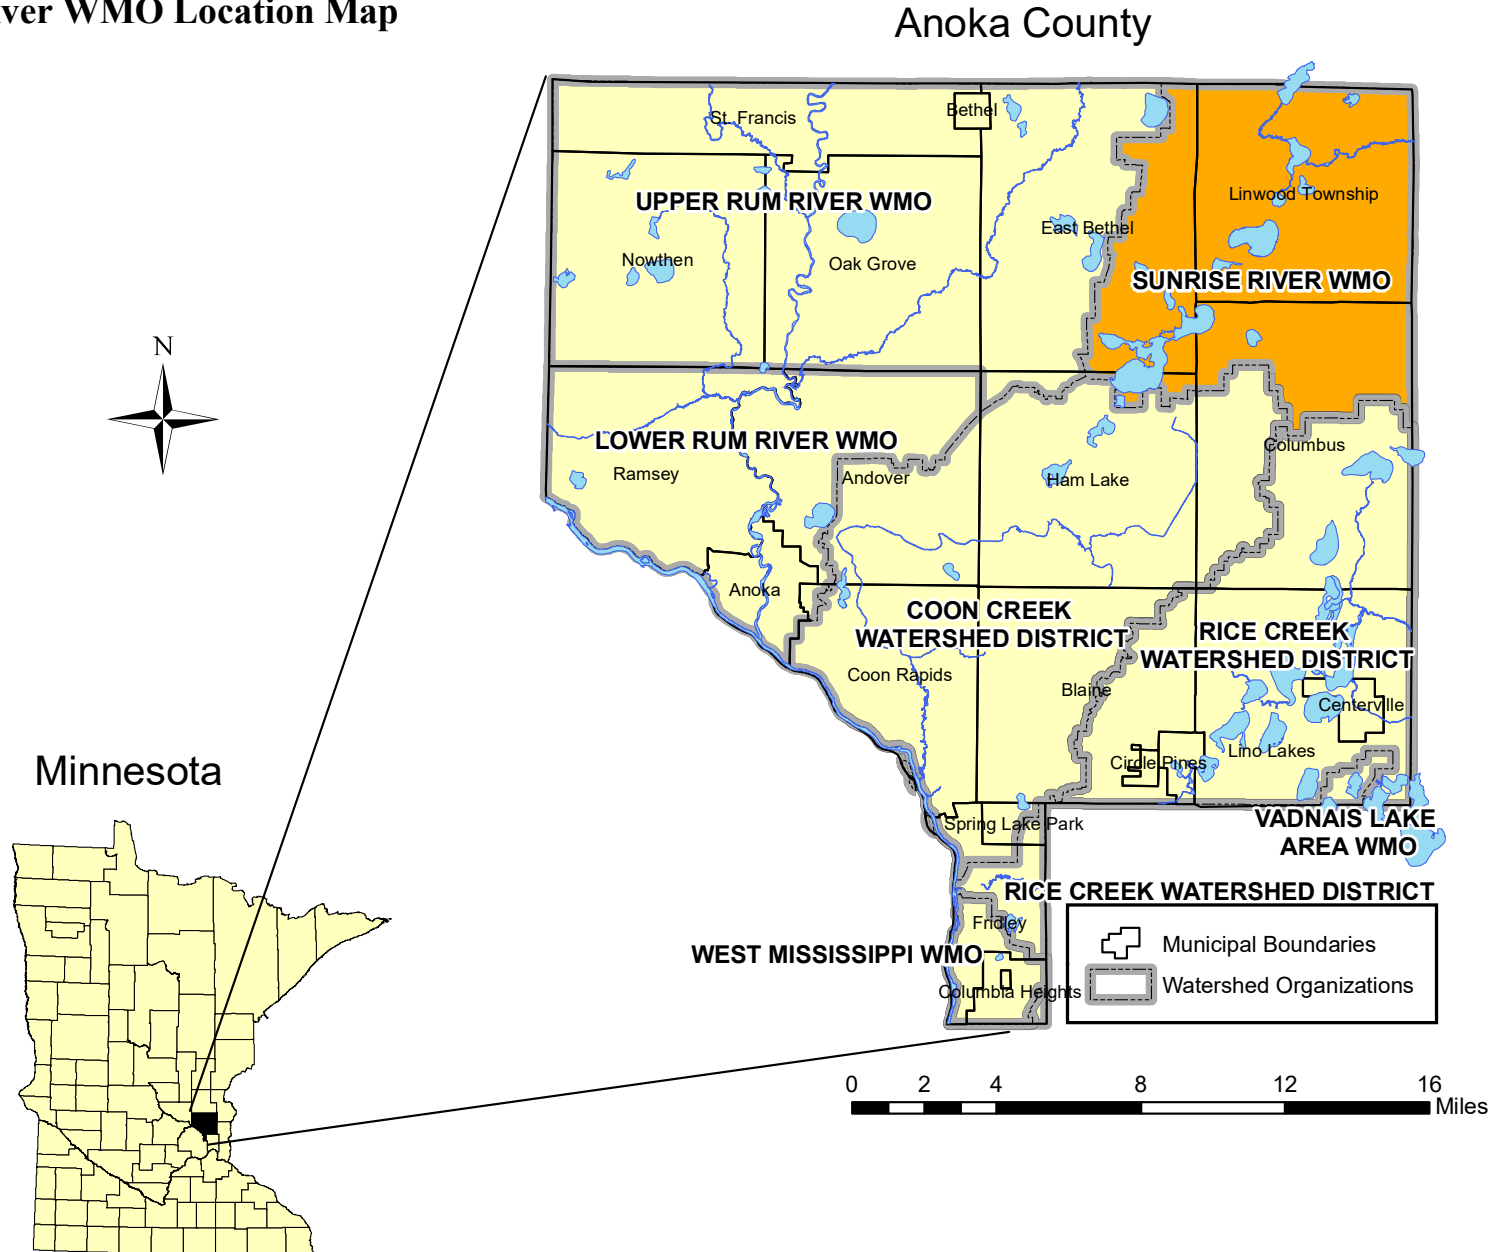 WMO Location Map
Anoka County
St. Francis
Bethel
UPPER RUM RIVER WMO
Linwood Township
East Bethel
Nowthen
Oak Grove
SUNRISE RIVER WMO
N
LOWER RUM RIVER WMO
Columbus
Ramsey
Andover
Ham Lake
Anoka
COON CREEK
WATERSHED DISTRICT
RICE CREEK
WATERSHED DISTRICT
Coon Rapids
Blaine
Centerville
Lino Lakes
Circle Pines
Minnesota
Spring Lake Park
VADNAIS LAKE
AREA WMO
RICE CREEK WATERSHED DISTRICT
Fridley
WEST MISSISSIPPI WMO
Columbia Heights
Municipal Boundaries
Watershed Organizations
0 2 4 8 12 16
Miles